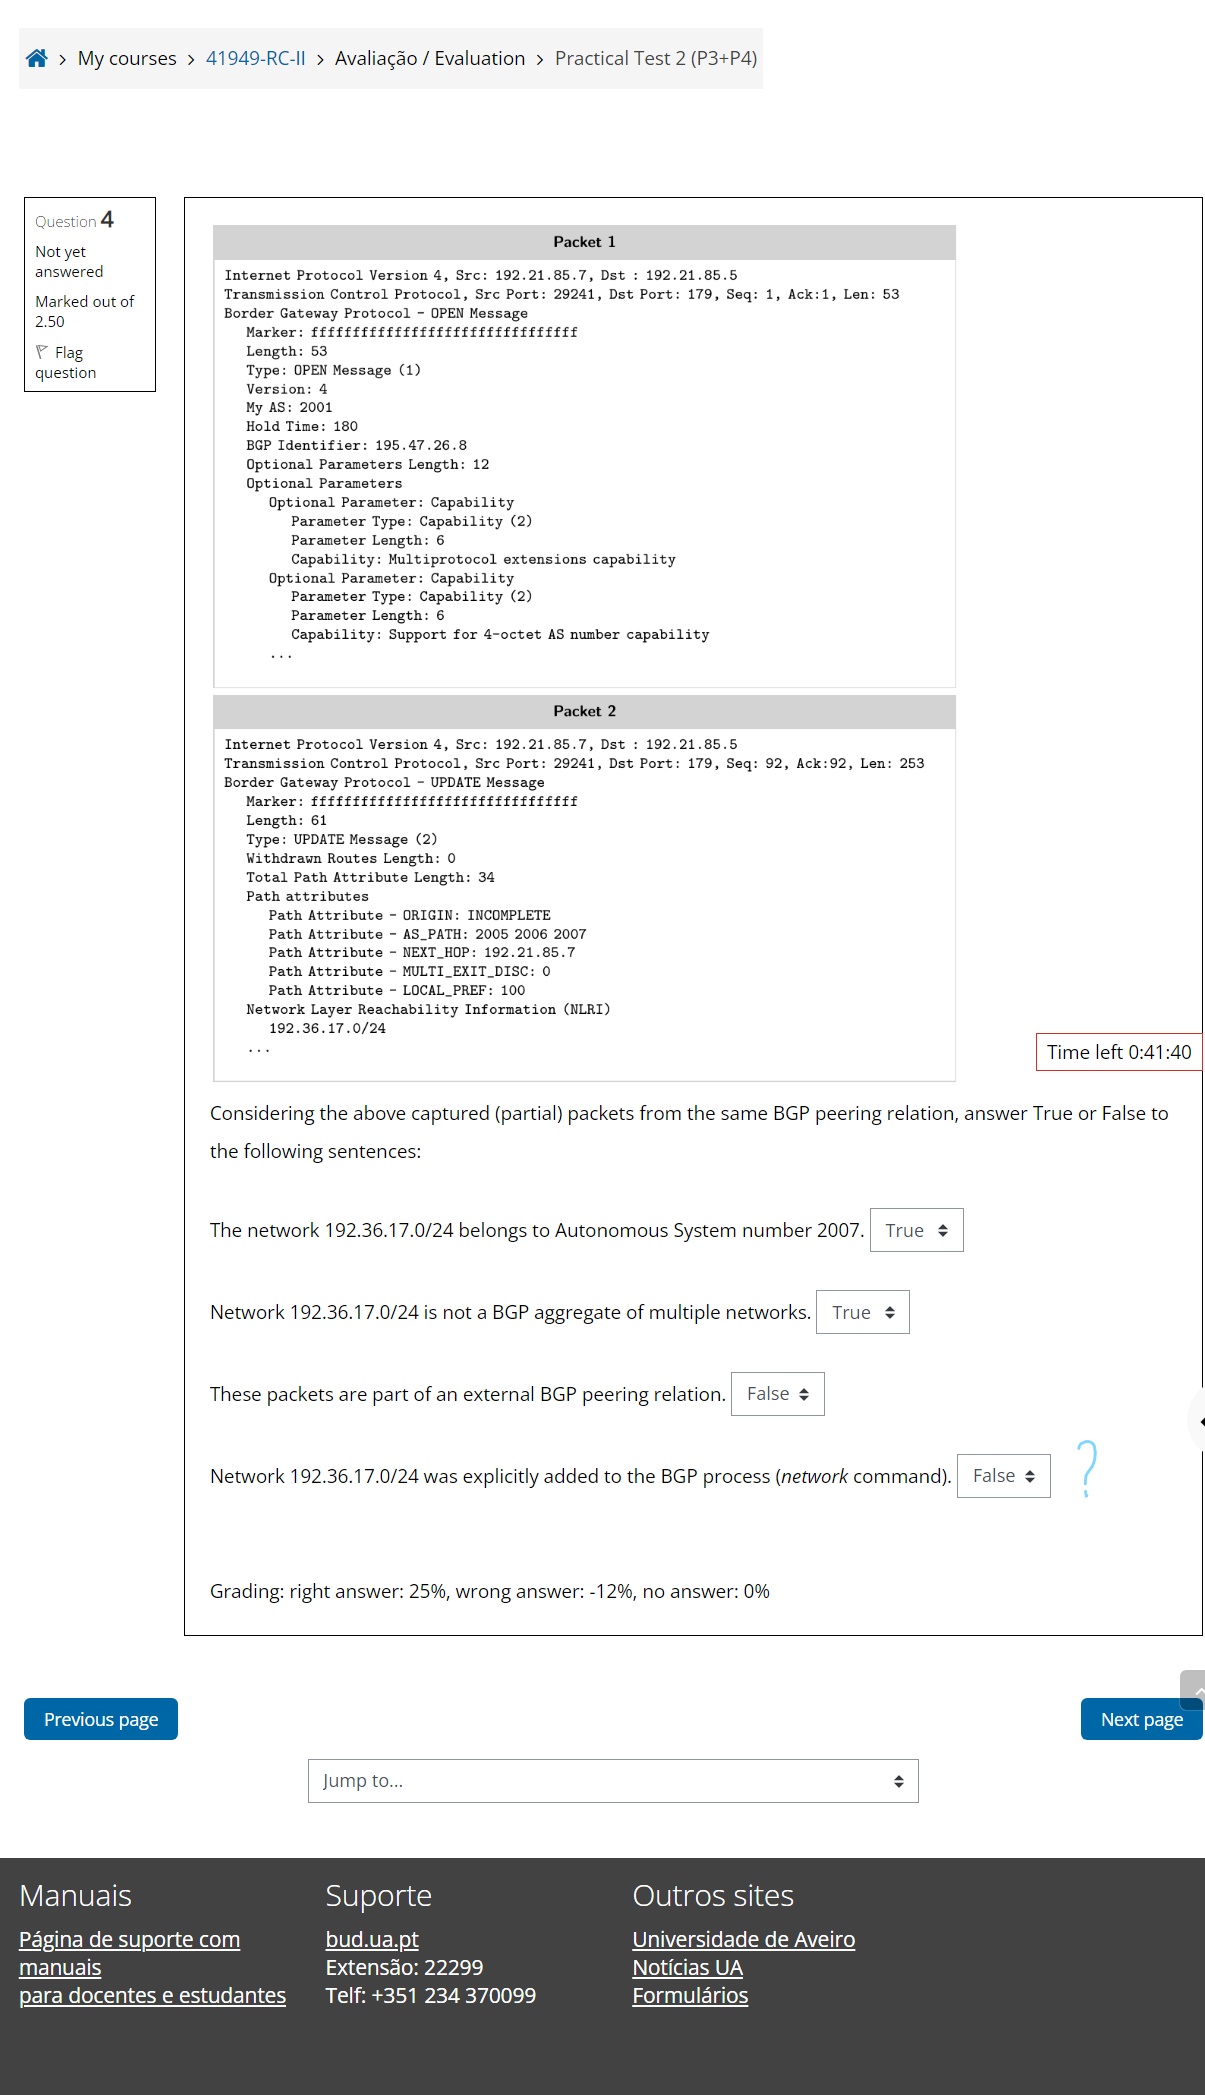 My courses > 41949-RC-II > Avaliação / Evaluation > Practical Test 2 (P3+P4)
Question 4
Not yet
answered
Marked out of
2.50
Flag
question
Packet 1
Internet Protocol Version 4, Src: 192.21.85.7, Dst : 192.21.85.5
Transmission Control Protocol, Src Port: 29241, Dst Port: 179, Seq: 1, Ack:1, Len: 53
Border Gateway Protocol - OPEN Message
Marker: ffffffffffffffffffffffffffffffff
Length: 53
Type: OPEN Message (1)
Version: 4
My AS: 2001
Hold Time: 180
BGP Identifier: 195.47.26.8
Optional Parameters Length: 12
Optional Parameters
Optional Parameter: Capability
Parameter Type: Capability (2)
Parameter Length: 6
Capability: Multiprotocol extensions capability
Optional Parameter: Capability
Parameter Type: Capability (2)
Parameter Length: 6
Capability: Support for 4-octet AS number capability
...
Packet 2
Internet Protocol Version 4, Src: 192.21.85.7, Dst : 192.21.85.5
Transmission Control Protocol, Src Port: 29241, Dst Port: 179, Seq: 92, Ack:92, Len: 253
Border Gateway Protocol - UPDATE Message
Marker: ffffffffffffffffffffffffffffffff
Length: 61
Type: UPDATE Message (2)
Withdrawn Routes Length: 0
Total Path Attribute Length: 34
Path attributes
Path Attribute - ORIGIN: INCOMPLETE
Path Attribute - AS_PATH: 2005 2006 2007
Path Attribute - NEXT_HOP: 192.21.85.7
Path Attribute - MULTI_EXIT_DISC: 0
Path Attribute - LOCAL_PREF: 100
Network Layer Reachability Information (NLRI)
192.36.17.0/24
...
Time left 0:41:40
Considering the above captured (partial) packets from the same BGP peering relation, answer True or False to
the following sentences:
The network 192.36.17.0/24 belongs to Autonomous System number 2007. True
Network 192.36.17.0/24 is not a BGP aggregate of multiple networks. True
These packets are part of an external BGP peering relation. False
Network 192.36.17.0/24 was explicitly added to the BGP process (network command). False ?
Grading: right answer: 25%, wrong answer: -12%, no answer: 0%
Previous page
Next page
Jump to...
Manuais
Página de suporte com
manuais
para docentes e estudantes
Suporte
bud.ua.pt
Extensão: 22299
Telf: +351 234 370099
Outros sites
Universidade de Aveiro
Notícias UA
Formulários